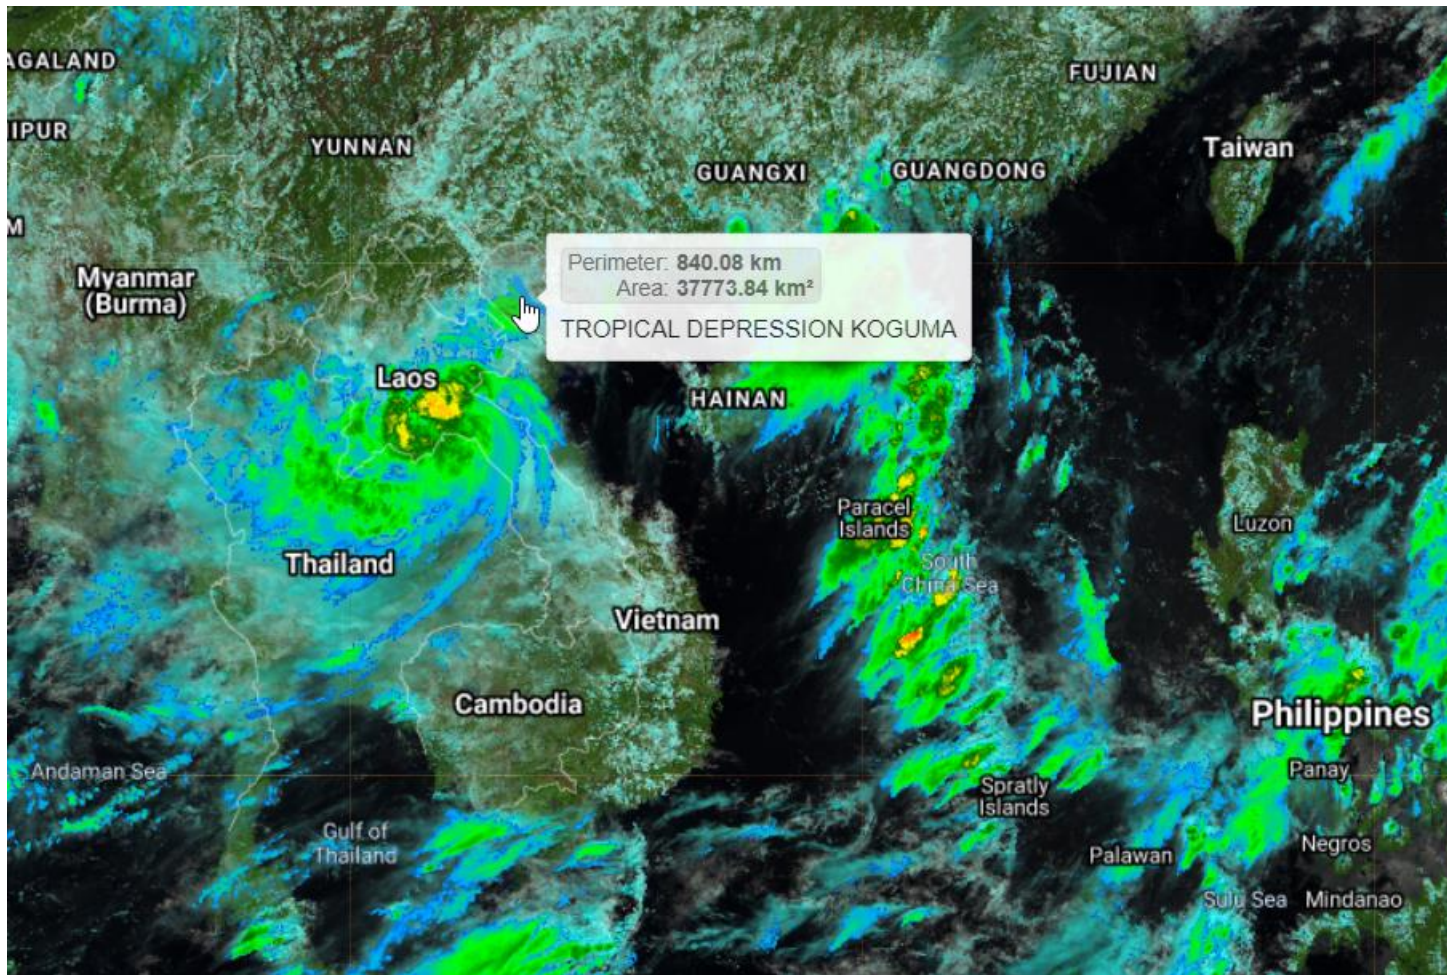 AGALAND
IPUR
YUNNAN
FUJIAN
Taiwan
GUANGXI
GUANGDONG
M
Myanmar
(Burma)
Perimeter: 840.08 km
Area: 37773.84 km²
TROPICAL DEPRESSION KOGUMA
Laos
HAINAN
Paracel
Islands
Luzon
South
China Sea
Thailand
Vietnam
Cambodia
Philippines
Andaman Sea
Panay
Spratly
Islands
Gulf of
Thailand
Palawan
Negros
Sulu Sea
Mindanao